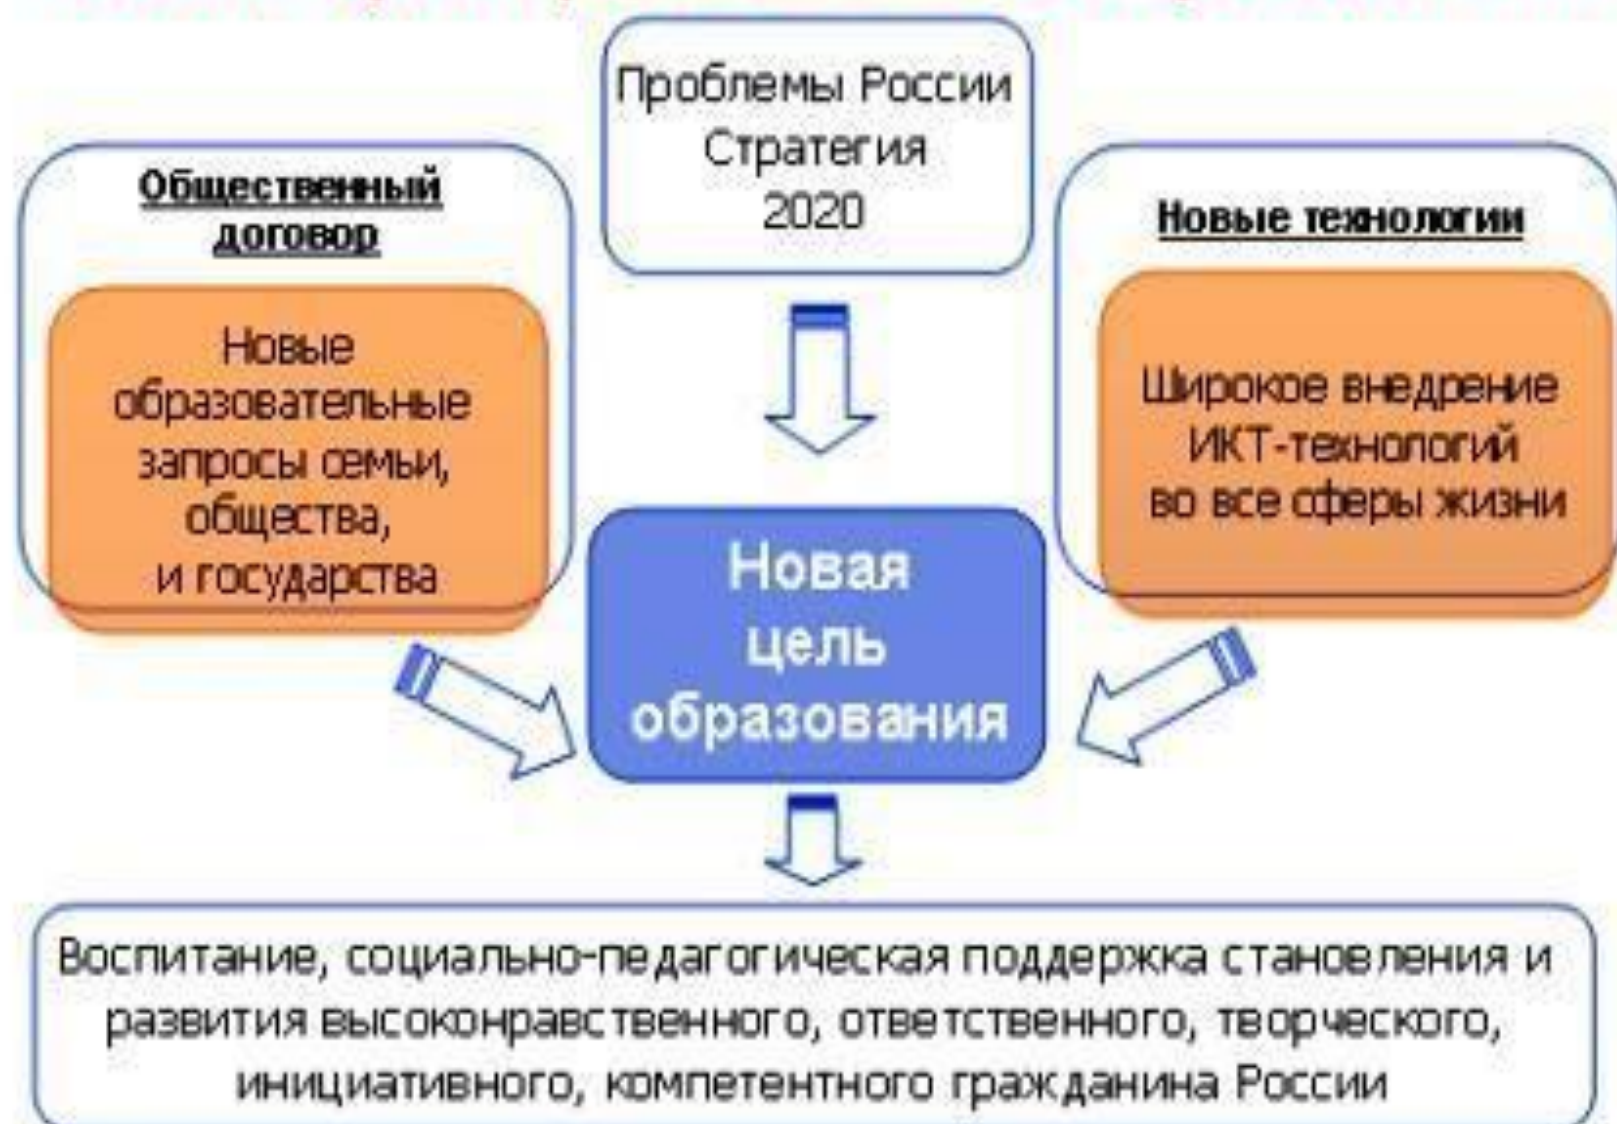 Проблемы России
Стратегия
2020
Общественный
договор
Новые
образовательные
запросы семьи,
общества,
и государства
Новые технологии
Широкое внедрение
ИКТ-технологий
во все сферы жизни
Новая
цель
образования
Воспитание, социально-педагогическая поддержка становления и
развития высоконравственного, ответственного, творческого,
инициативного, компетентного гражданина России